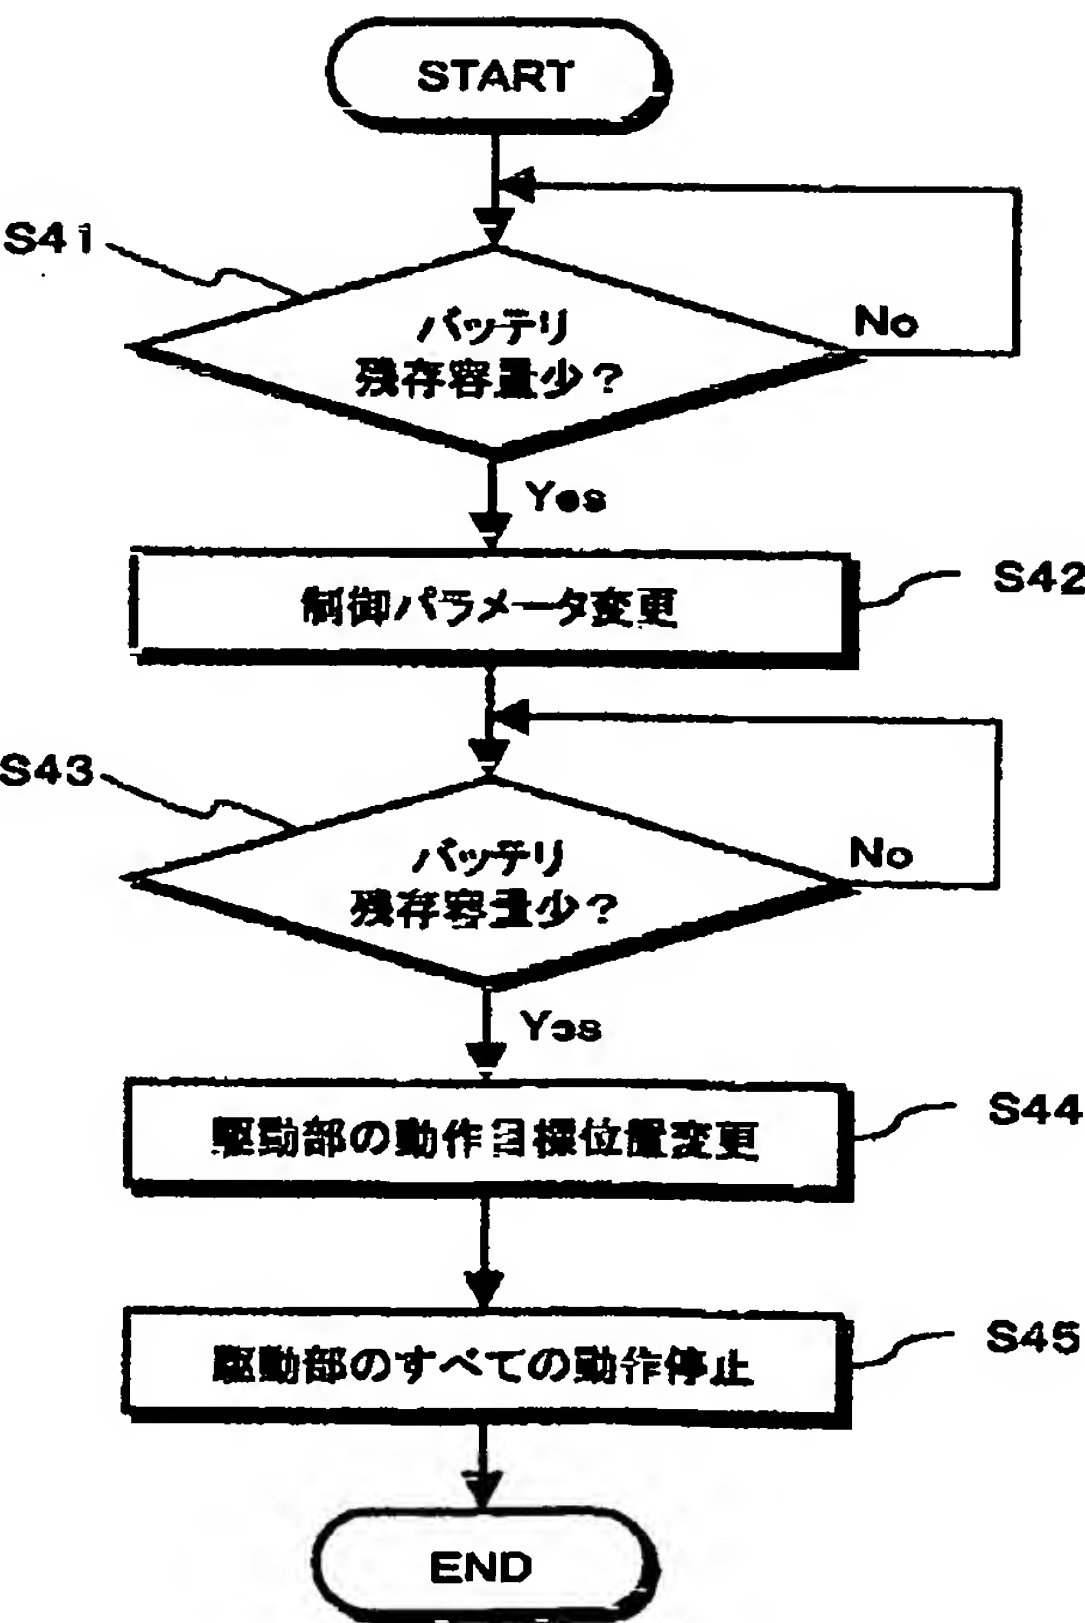 START
S41
バッテリ
残存容量少？
No
Yes
制御パラメータ変更
S42
S43
バッテリ
残存容量少？
No
Yes
駆動部の動作目標位置変更
S44
駆動部のすべての動作停止
S45
END